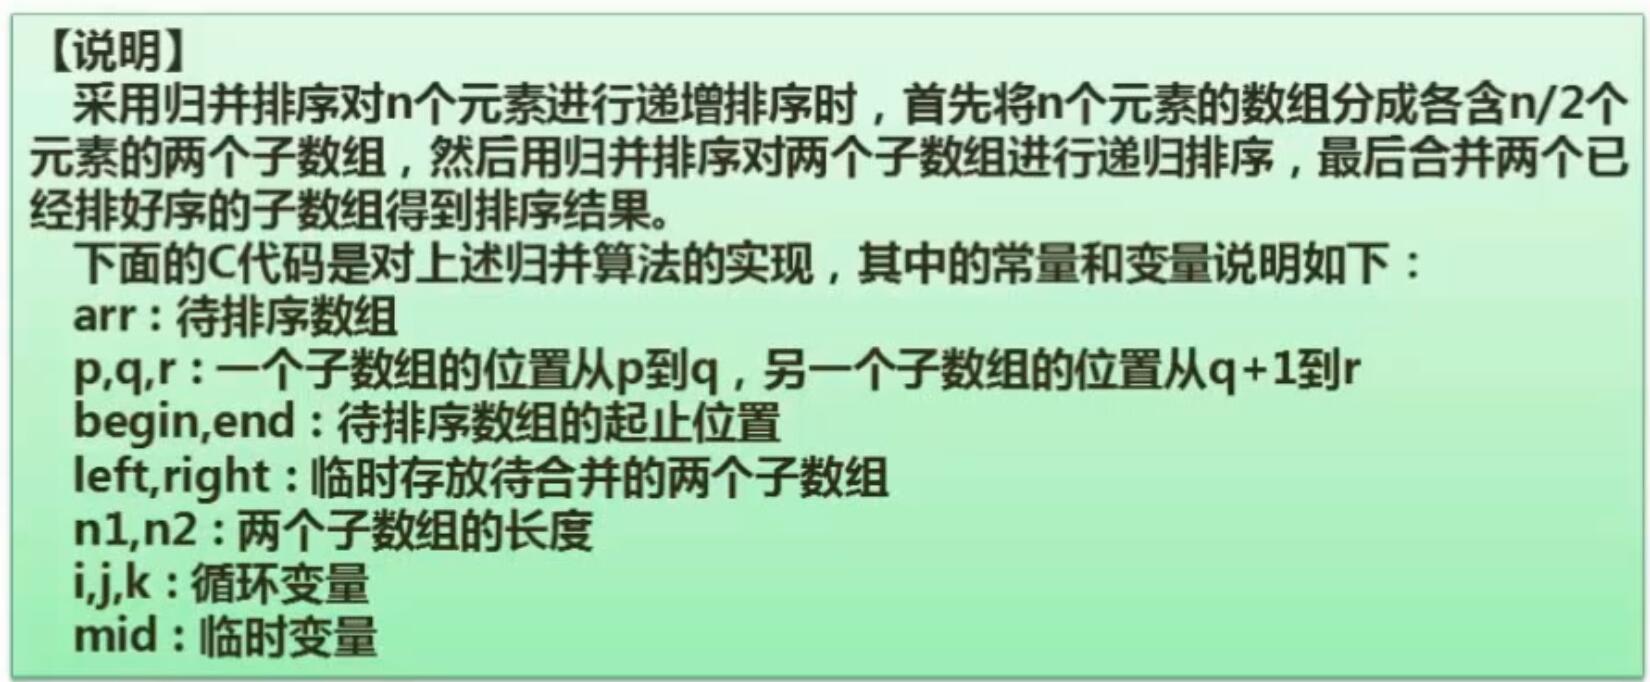 【说明】
采用归并排序对n个元素进行递增排序时，首先将n个元素的数组分成各含n/2个
元素的两个子数组，然后用归并排序对两个子数组进行递归排序，最后合并两个已
经排好序的子数组得到排序结果。
下面的C代码是对上述归并算法的实现，其中的常量和变量说明如下：
arr：待排序数组
p,q,r：一个子数组的位置从p到q，另一个子数组的位置从q+1到r
begin,end：待排序数组的起止位置
left,right：临时存放待合并的两个子数组
n1,n2：两个子数组的长度
i,j,k：循环变量
mid：临时变量